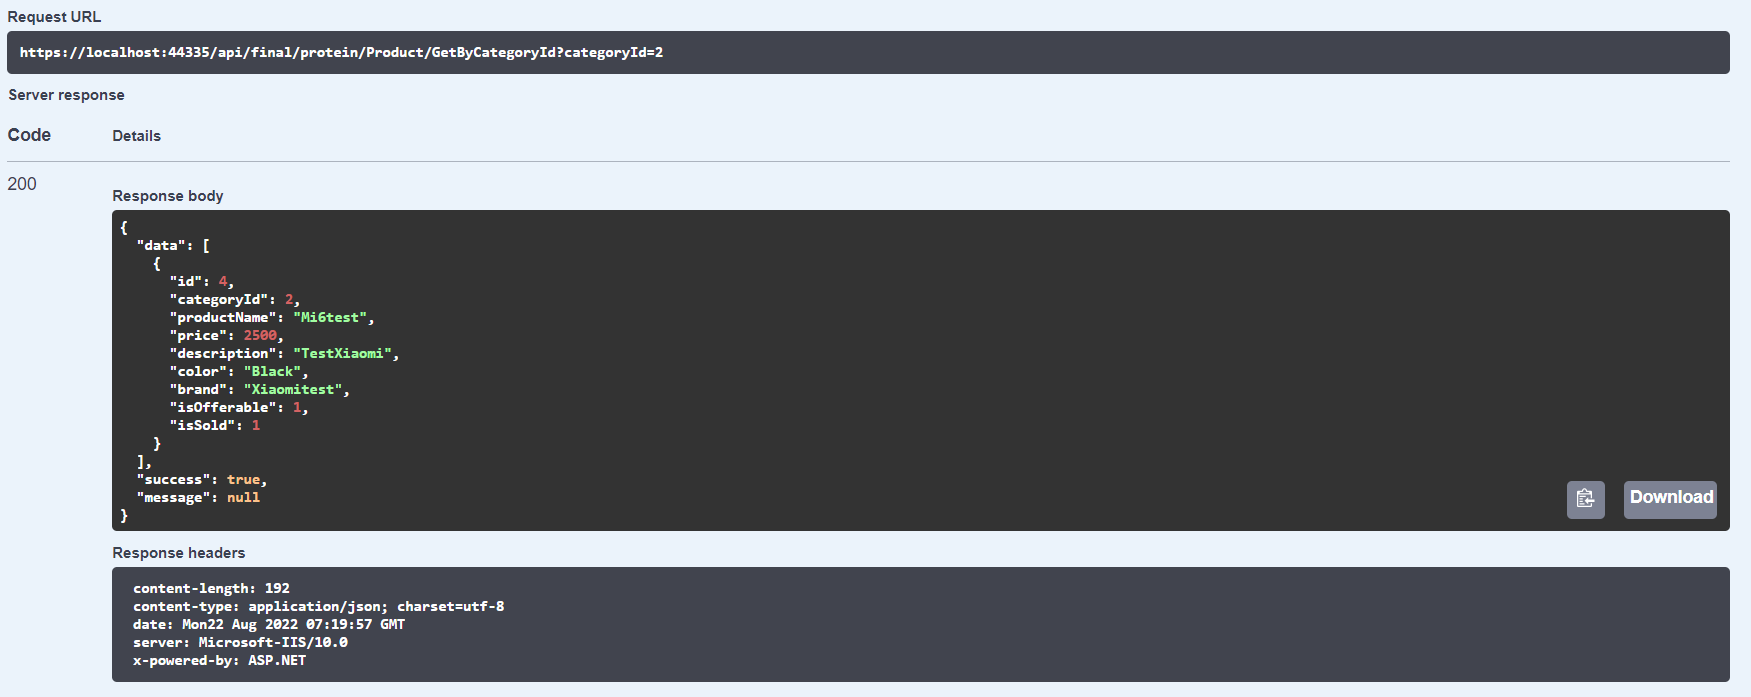 Request URL
https://localhost:44335/api/final/protein/Product/GetByCategoryId?categoryId=2
Server response
Code Details
200
Response body
{
  "data": [
    {
      "id": 4,
      "categoryId": 2,
      "productName": "Mi6test",
      "price": 2500,
      "description": "TestXiaomi",
      "color": "Black",
      "brand": "Xiaomitest",
      "isOfferable": 1,
      "isSold": 1
    }
  ],
  "success": true,
  "message": null
}
Download
Response headers
content-length: 192
content-type: application/json; charset=utf-8
date: Mon22 Aug 2022 07:19:57 GMT
server: Microsoft-IIS/10.0
x-powered-by: ASP.NET